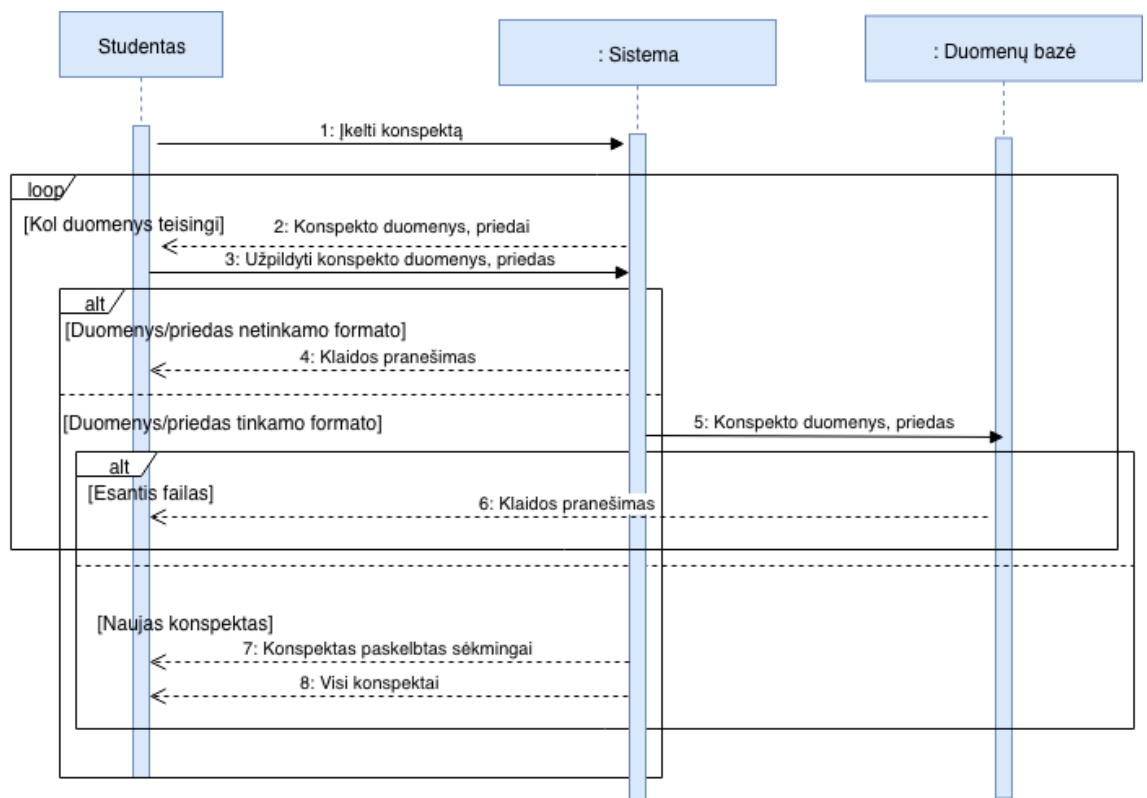 Studentas
: Sistema
: Duomenų bazė
1: Įkelti konspektą
loop
[Kol duomenys teisingi]
2: Konspekto duomenys, priedai
3: Užpildyti konspekto duomenys, priedas
alt
[Duomenys/priedas netinkamo formato]
4: Klaidos pranešimas
[Duomenys/priedas tinkamo formato]
5: Konspekto duomenys, priedas
alt
[Esantis failas]
6: Klaidos pranešimas
[Naujas konspektas]
7: Konspektas paskelbtas sėkmingai
8: Visi konspektai